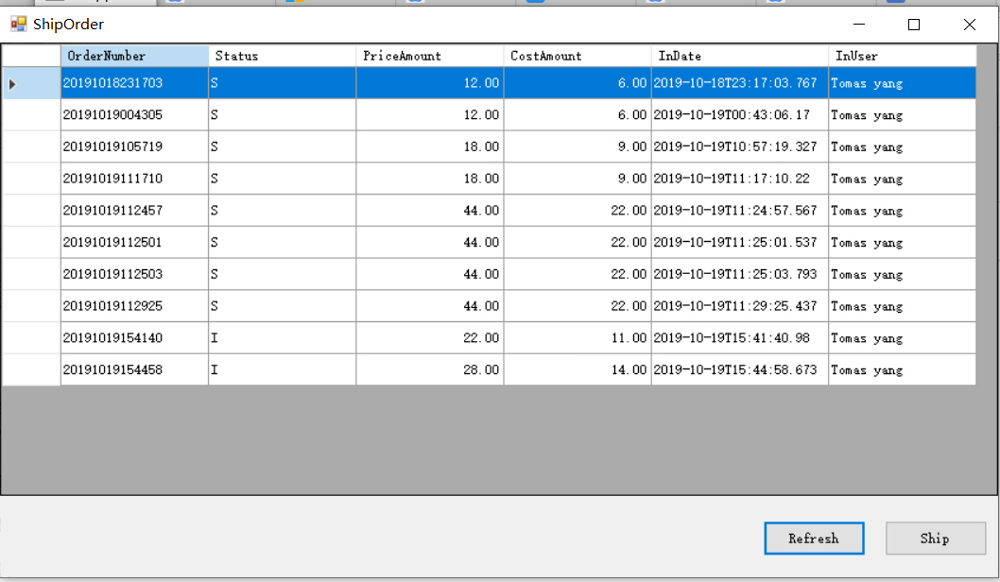 ShipOrder
OrderNumber Status PriceAmount CostAmount InDate InUser
20191018231703 S 12.00 6.00 2019-10-18T23:17:03.767 Tomas yang
20191019004305 S 12.00 6.00 2019-10-19T00:43:06.17 Tomas yang
20191019105719 S 18.00 9.00 2019-10-19T10:57:19.327 Tomas yang
20191019111710 S 18.00 9.00 2019-10-19T11:17:10.22 Tomas yang
20191019112457 S 44.00 22.00 2019-10-19T11:24:57.567 Tomas yang
20191019112501 S 44.00 22.00 2019-10-19T11:25:01.537 Tomas yang
20191019112503 S 44.00 22.00 2019-10-19T11:25:03.793 Tomas yang
20191019112925 S 44.00 22.00 2019-10-19T11:29:25.437 Tomas yang
20191019154140 I 22.00 11.00 2019-10-19T15:41:40.98 Tomas yang
20191019154458 I 28.00 14.00 2019-10-19T15:44:58.673 Tomas yang
Refresh Ship